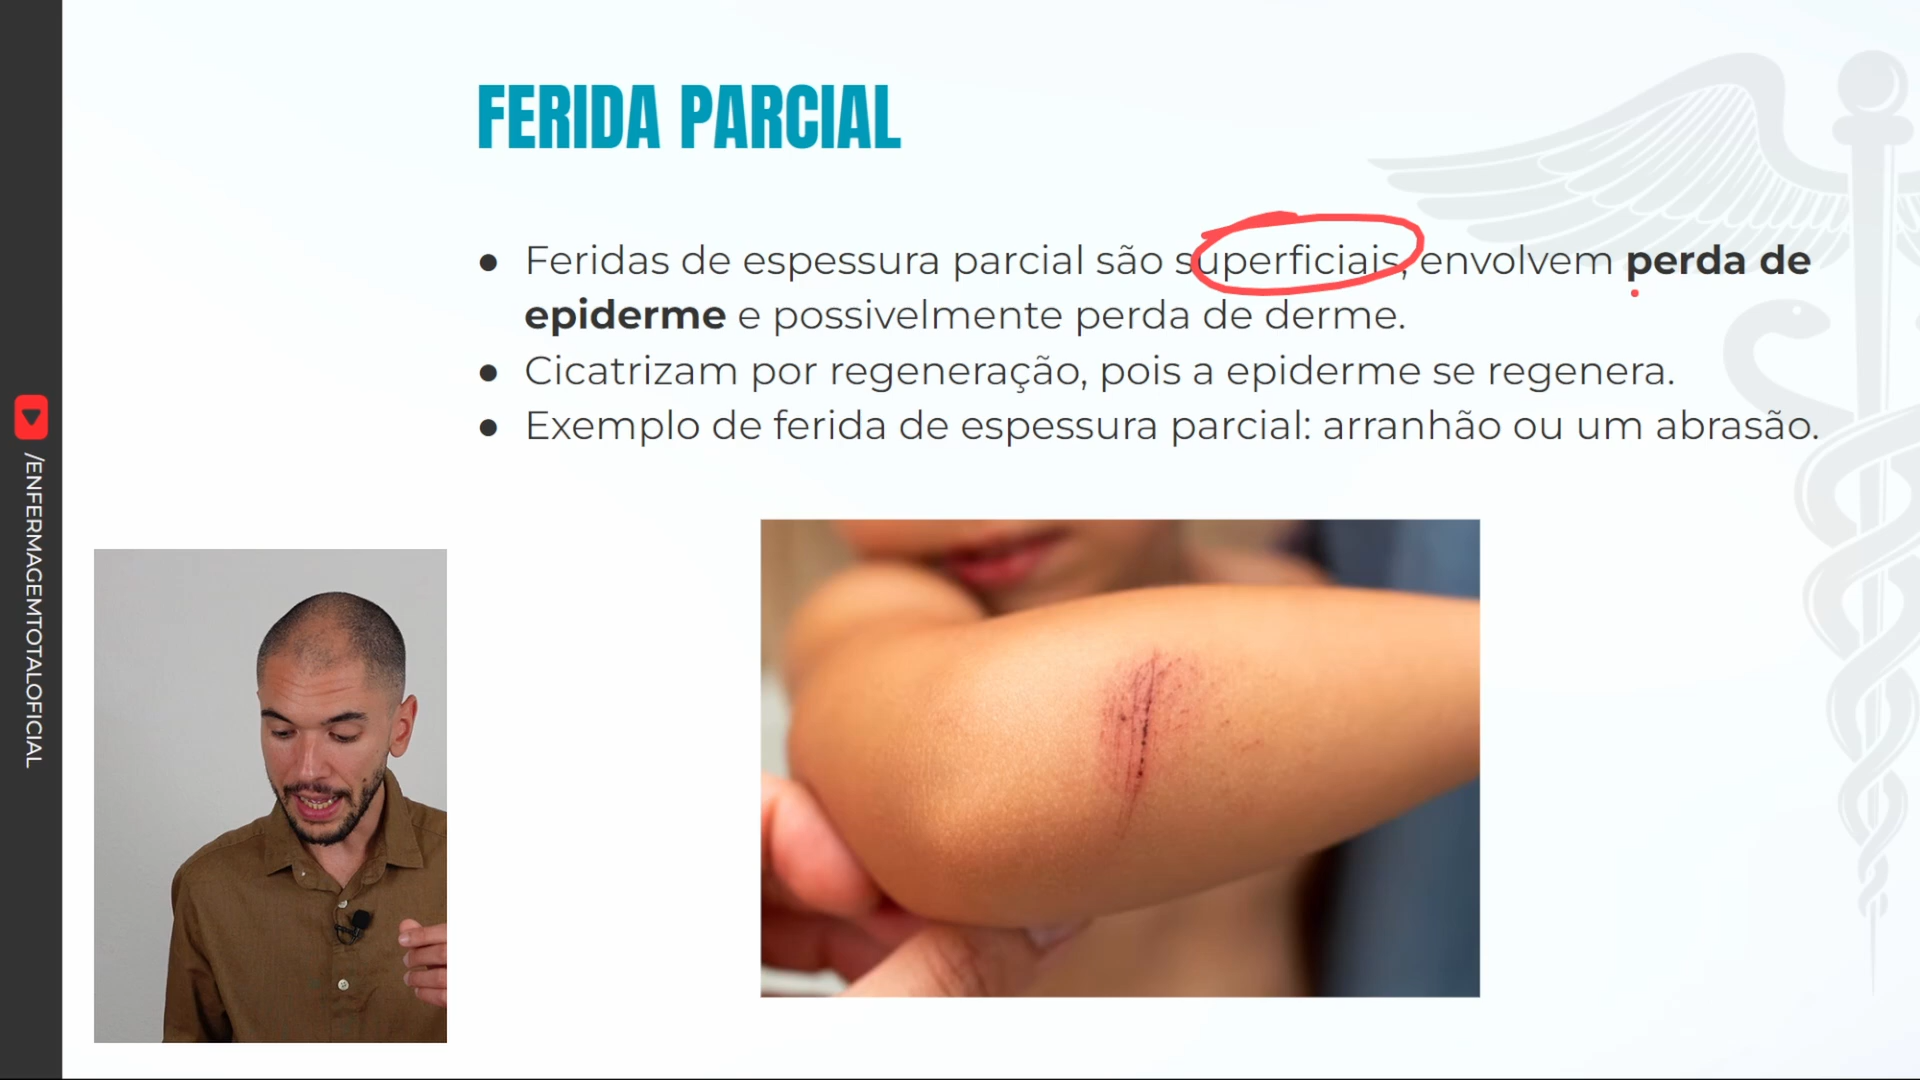 FERIDA PARCIAL
● Feridas de espessura parcial são superficiais, envolvem perda de
epiderme e possivelmente perda de derme.
● Cicatrizam por regeneração, pois a epiderme se regenera.
● Exemplo de ferida de espessura parcial: arranhão ou um abrasão.
/ENFERMAGEMTOTALOFICIAL